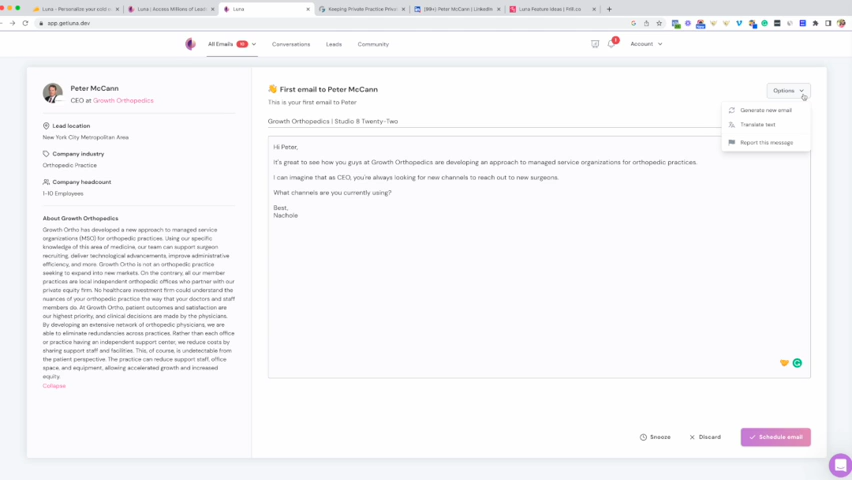 Luna - Personalize your cold
Luna | Access Millions of Leads
Luna
Keeping Private Practice Priva
(99+) Peter McCann | LinkedIn
Luna Feature Ideas | Frill.co
app.getluna.dev
All Emails
Conversations
Leads
Community
Account
Peter McCann
CEO at Growth Orthopedics
Lead location
New York City Metropolitan Area
Company industry
Orthopedic Practice
Company headcount
1-10 Employees
About Growth Orthopedics
Growth Ortho has developed a new approach to managed service
organizations (MSO) for orthopedic practices. Using our specific
knowledge of this area of medicine, our team can support surgeon
recruiting, deliver technological advancements, improve administrative
efficiency, and more. Growth Ortho is not an orthopedic practice
seeking to expand into new markets. On the contrary, all our member
practices are local independent orthopedic offices who partner with our
private equity firm. No healthcare investment firm could understand the
nuances of your orthopedic practice the way that your doctors and staff
members do. At Growth Ortho, patient outcomes and satisfaction are
our highest priority, and clinical decisions are made by the physicians.
By developing an extensive network of orthopedic physicians, we are
able to eliminate redundancies across practices. Rather than each office
or practice having an independent support center, we reduce costs by
sharing support staff and facilities. This, of course, is undetectable from
the patient perspective. The practice can reduce support staff, office
space, and equipment, allowing accelerated growth and increased
equity.
Collapse
First email to Peter McCann
This is your first email to Peter
Options
Generate new email
Translate text
Report this message
Growth Orthopedics | Studio 8 Twenty-Two
Hi Peter,
It's great to see how you guys at Growth Orthopedics are developing an approach to managed service organizations for orthopedic practices.
I can imagine that as CEO, you're always looking for new channels to reach out to new surgeons.
What channels are you currently using?
Best,
Nachole
Snooze
Discard
Schedule email